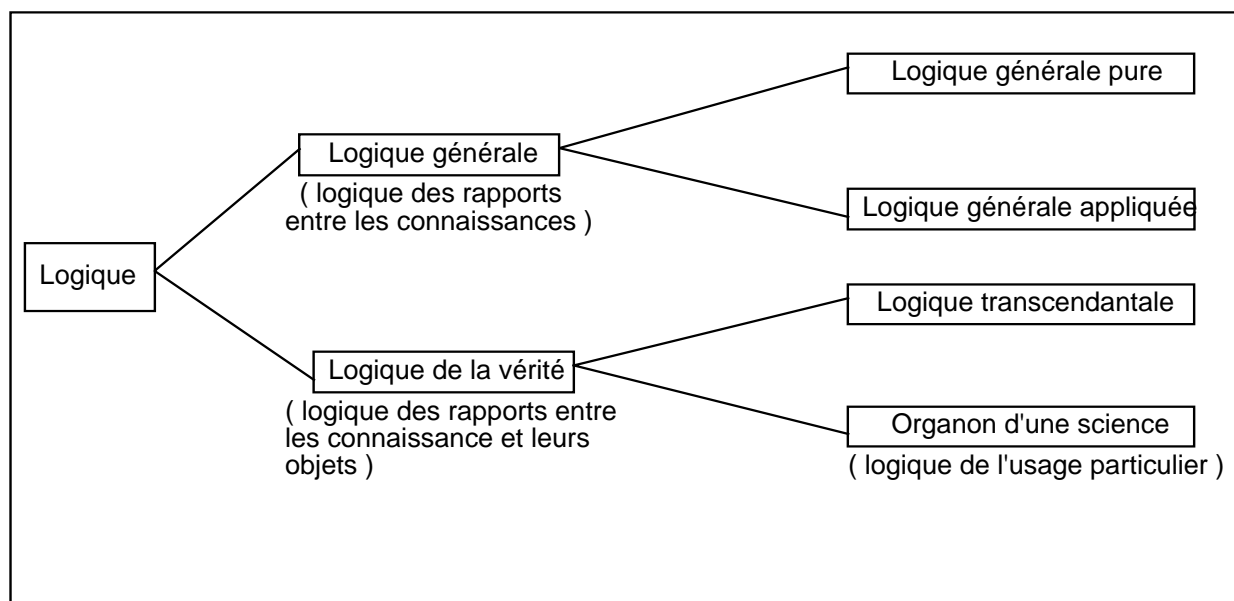 Logique générale pure
Logique générale
( logique des rapports
entre les connaissances )
Logique générale appliquée
Logique
Logique transcendantale
Logique de la vérité
( logique des rapports entre
les connaissance et leurs
objets )
Organon d'une science
( logique de l'usage particulier )